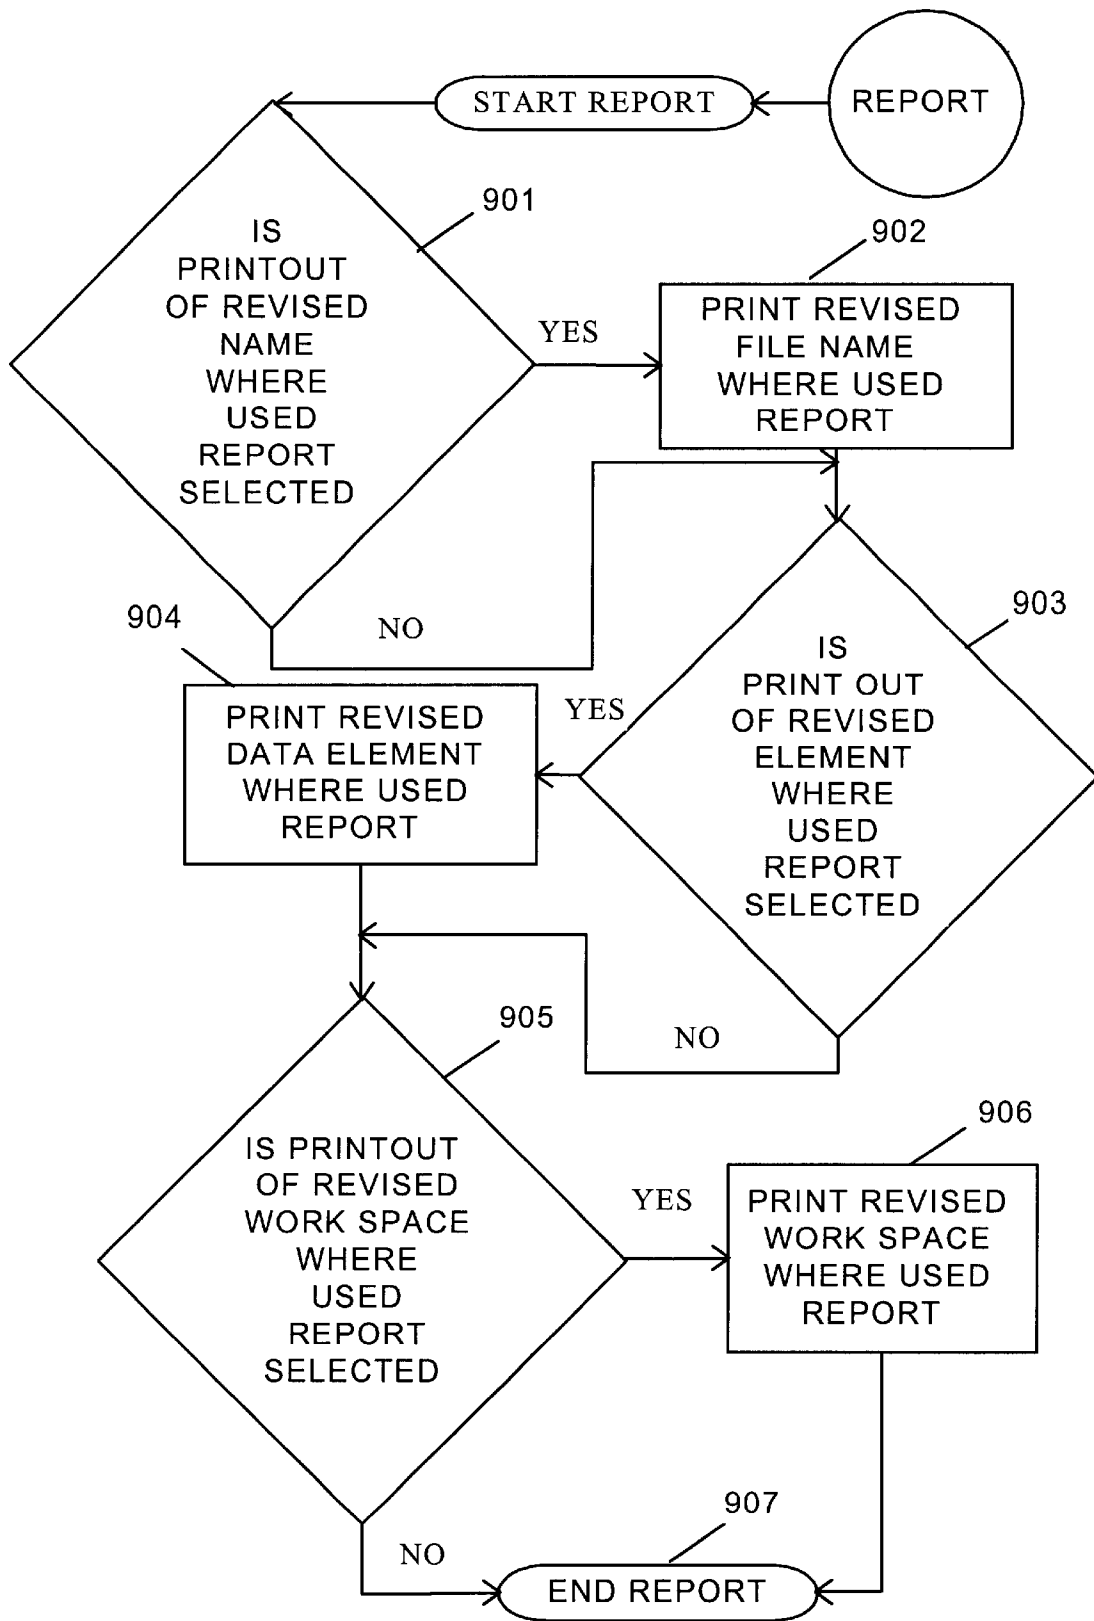 START REPORT
REPORT
901
IS
PRINTOUT
OF REVISED
NAME
WHERE
USED
REPORT
SELECTED
YES
902
PRINT REVISED
FILE NAME
WHERE USED
REPORT
NO
903
IS
PRINT OUT
OF REVISED
ELEMENT
WHERE
USED
REPORT
SELECTED
YES
904
PRINT REVISED
DATA ELEMENT
WHERE USED
REPORT
NO
905
IS PRINTOUT
OF REVISED
WORK SPACE
WHERE
USED
REPORT
SELECTED
YES
906
PRINT REVISED
WORK SPACE
WHERE USED
REPORT
NO
907
END REPORT